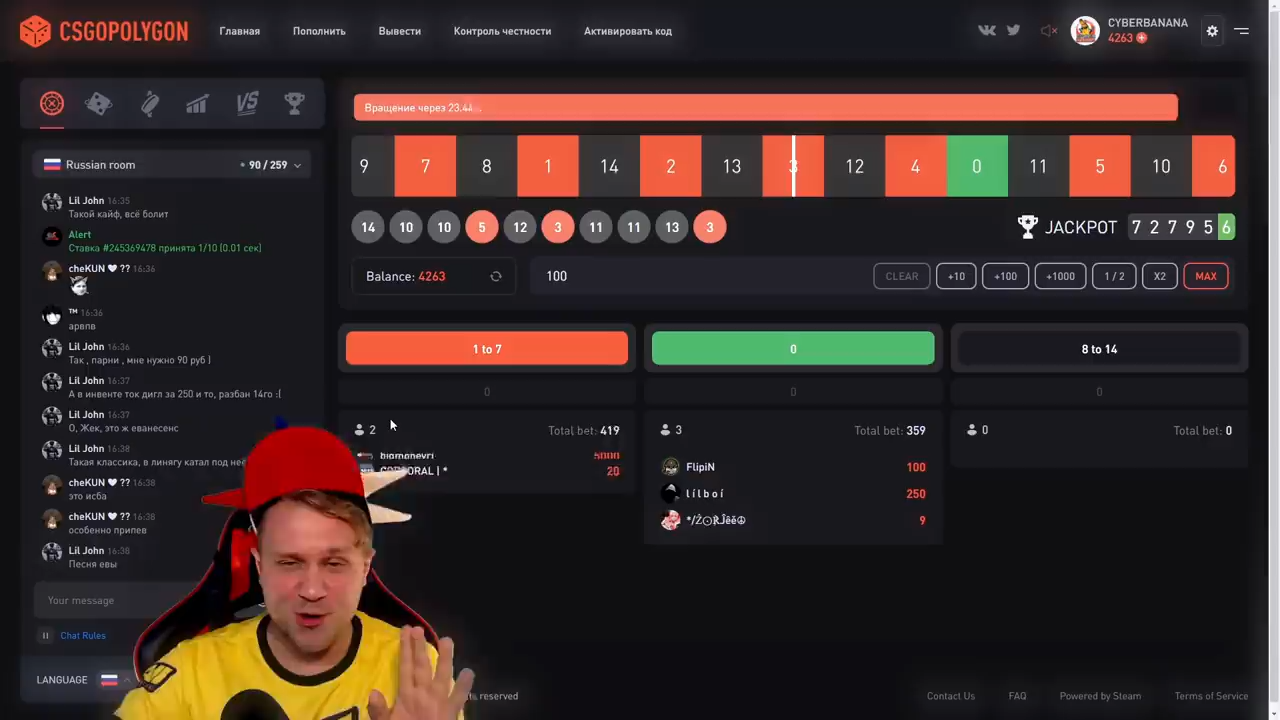 CSGOPOLYGON
Главная
Пополнить
Вывести
Контроль честности
Активировать код
CYBERBANANA
4263
VS
Russian room
90 / 259
Lil John 16:35
Такой кайф, всё болит
Alert
Ставка #245369478 принята 1/10 (0.01 сек)
cheKUN ?? 16:36
™ 16:36
арвпв
Lil John 16:36
Так , парни , мне нужно 90 руб !
Lil John 16:37
А в инвенте ток дигл за 250 и то, разбан 14го :(
Lil John 16:37
О, Жек, это ж еванесенс
Lil John 16:38
Такая классика, в линягу катал под неё
cheKUN ?? 16:38
это исба
cheKUN ?? 16:38
особенно припев
Lil John 16:38
Песня евы
Your message
Chat Rules
LANGUAGE
Вращение через 23.44...
9 7 8 1 14 2 13 3 12 4 0 11 5 10 6
14 10 10 5 12 3 11 11 13 3
JACKPOT 7 2 7 9 5 6
Balance: 4263
100
CLEAR +10 +100 +1000 1 / 2 X2 MAX
1 to 7
0
8 to 14
0
0
0
2 Total bet: 419
3 Total bet: 359
0 Total bet: 0
5000
20
FlipiN 100
lilboi 250
9
reserved
Contact Us
FAQ
Powered by Steam
Terms of Service